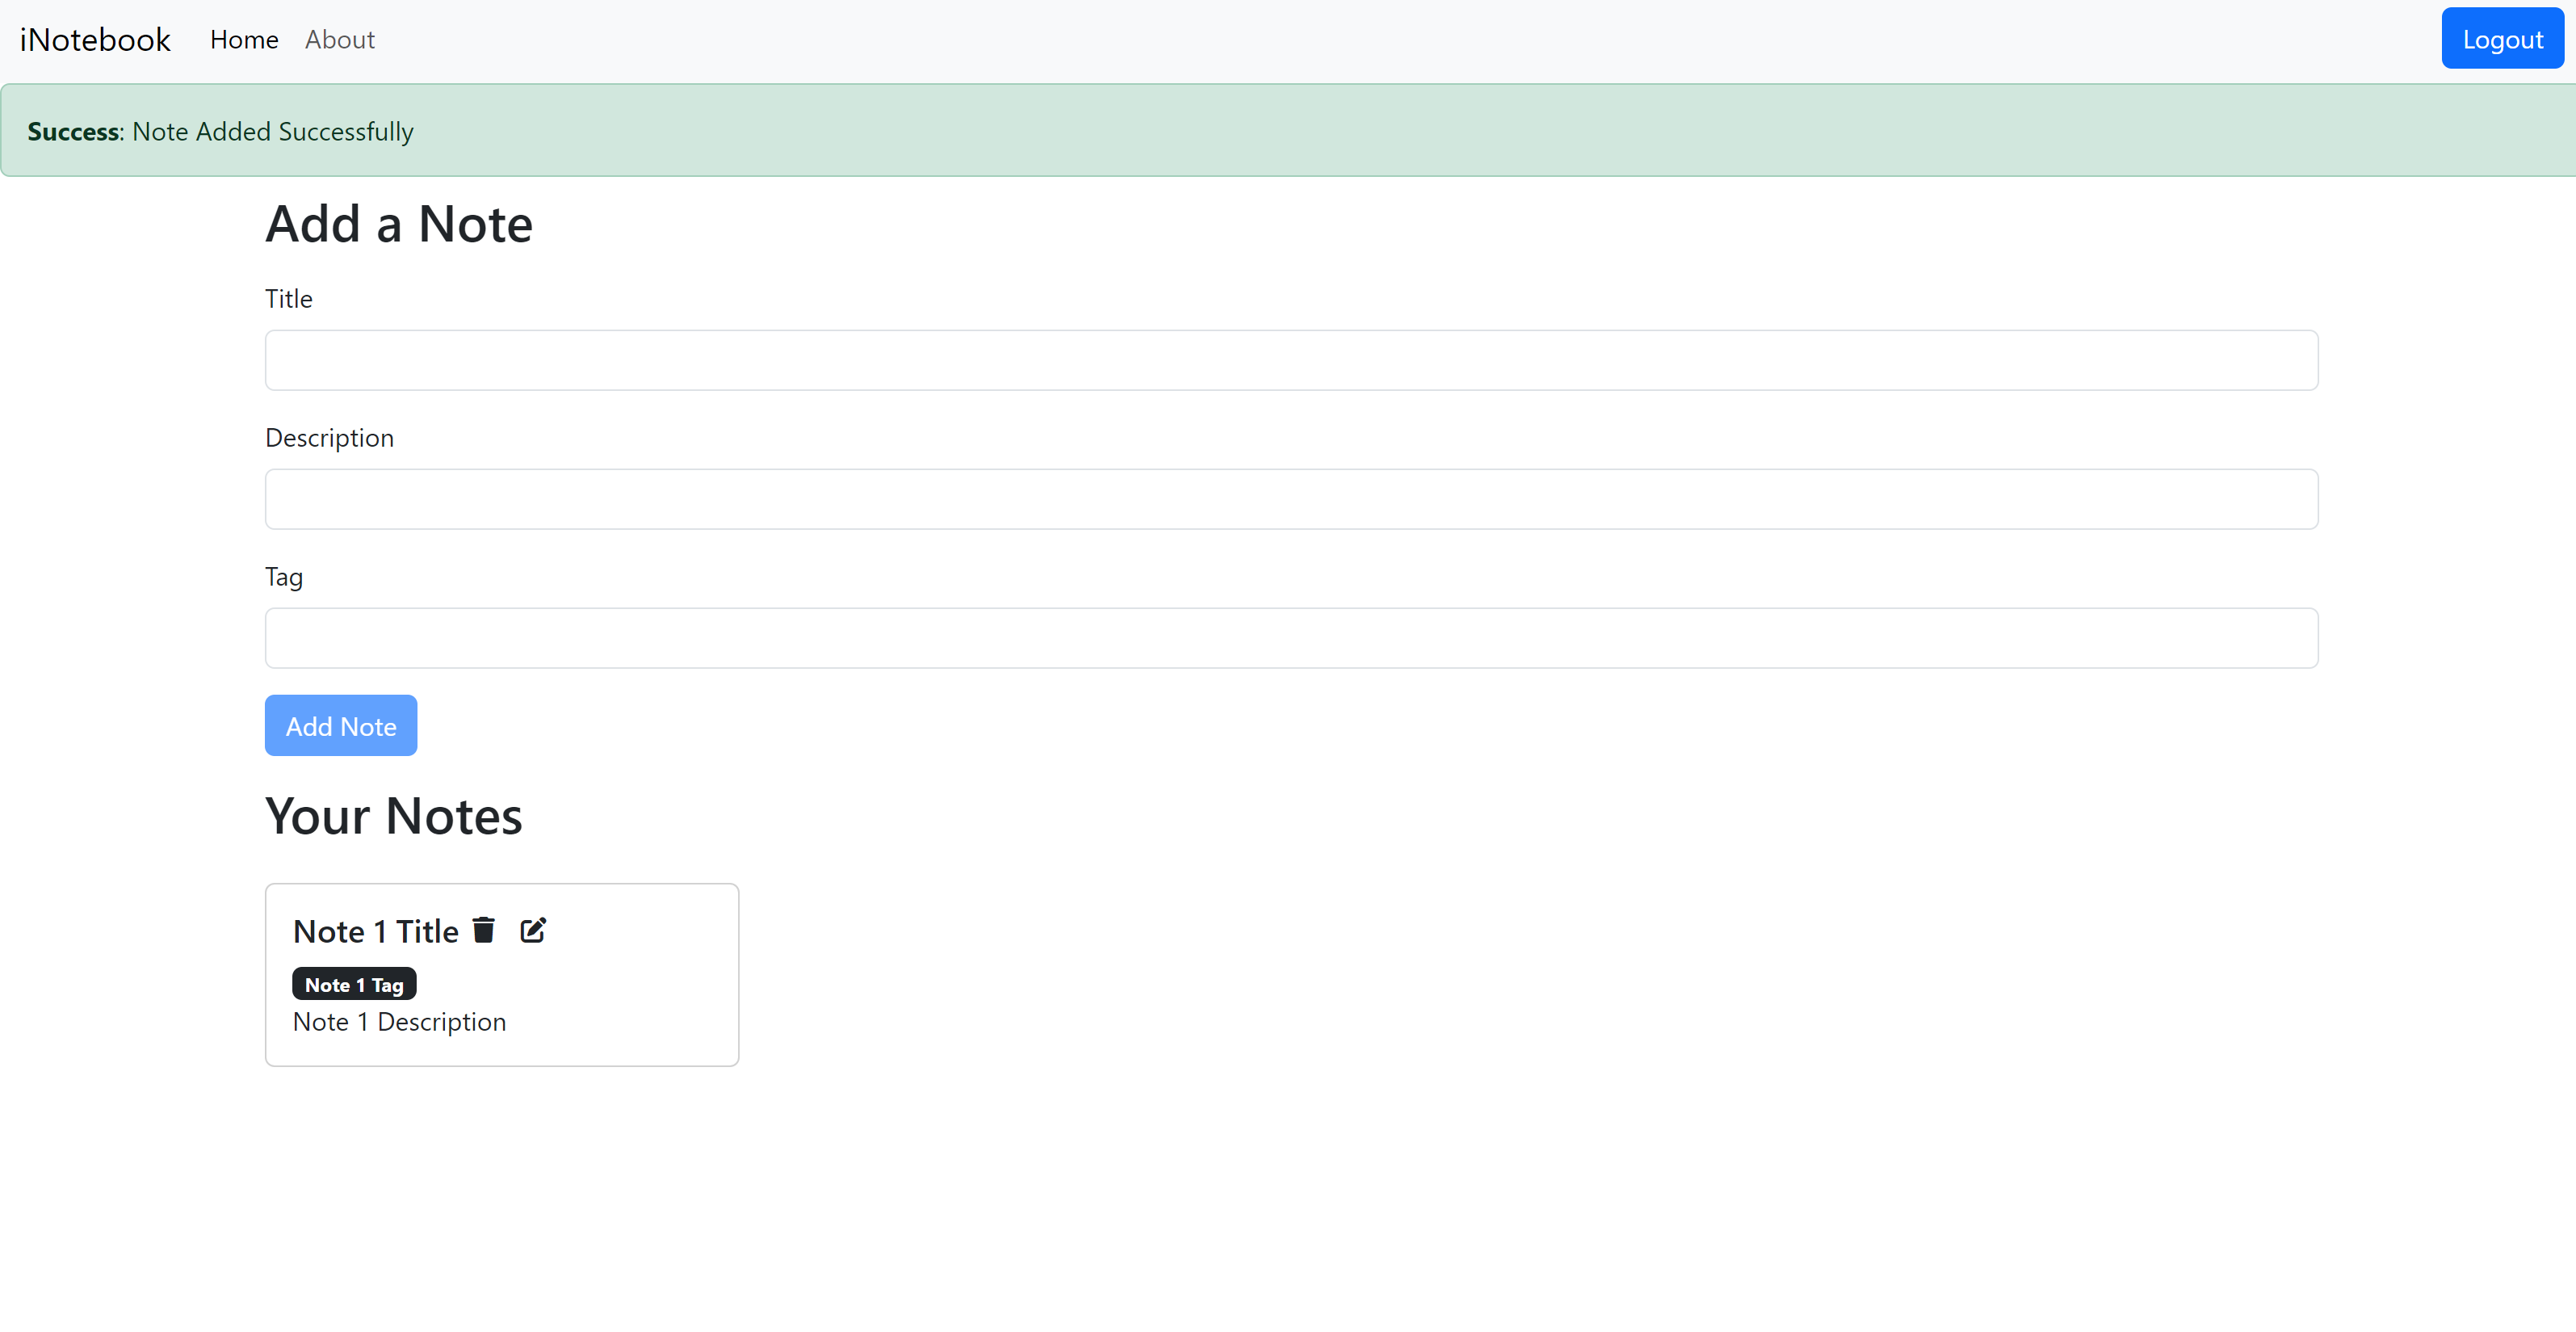 iNotebook Home About Logout
Success: Note Added Successfully
Add a Note
Title
Description
Tag
Add Note
Your Notes
Note 1 Title
Note 1 Tag
Note 1 Description